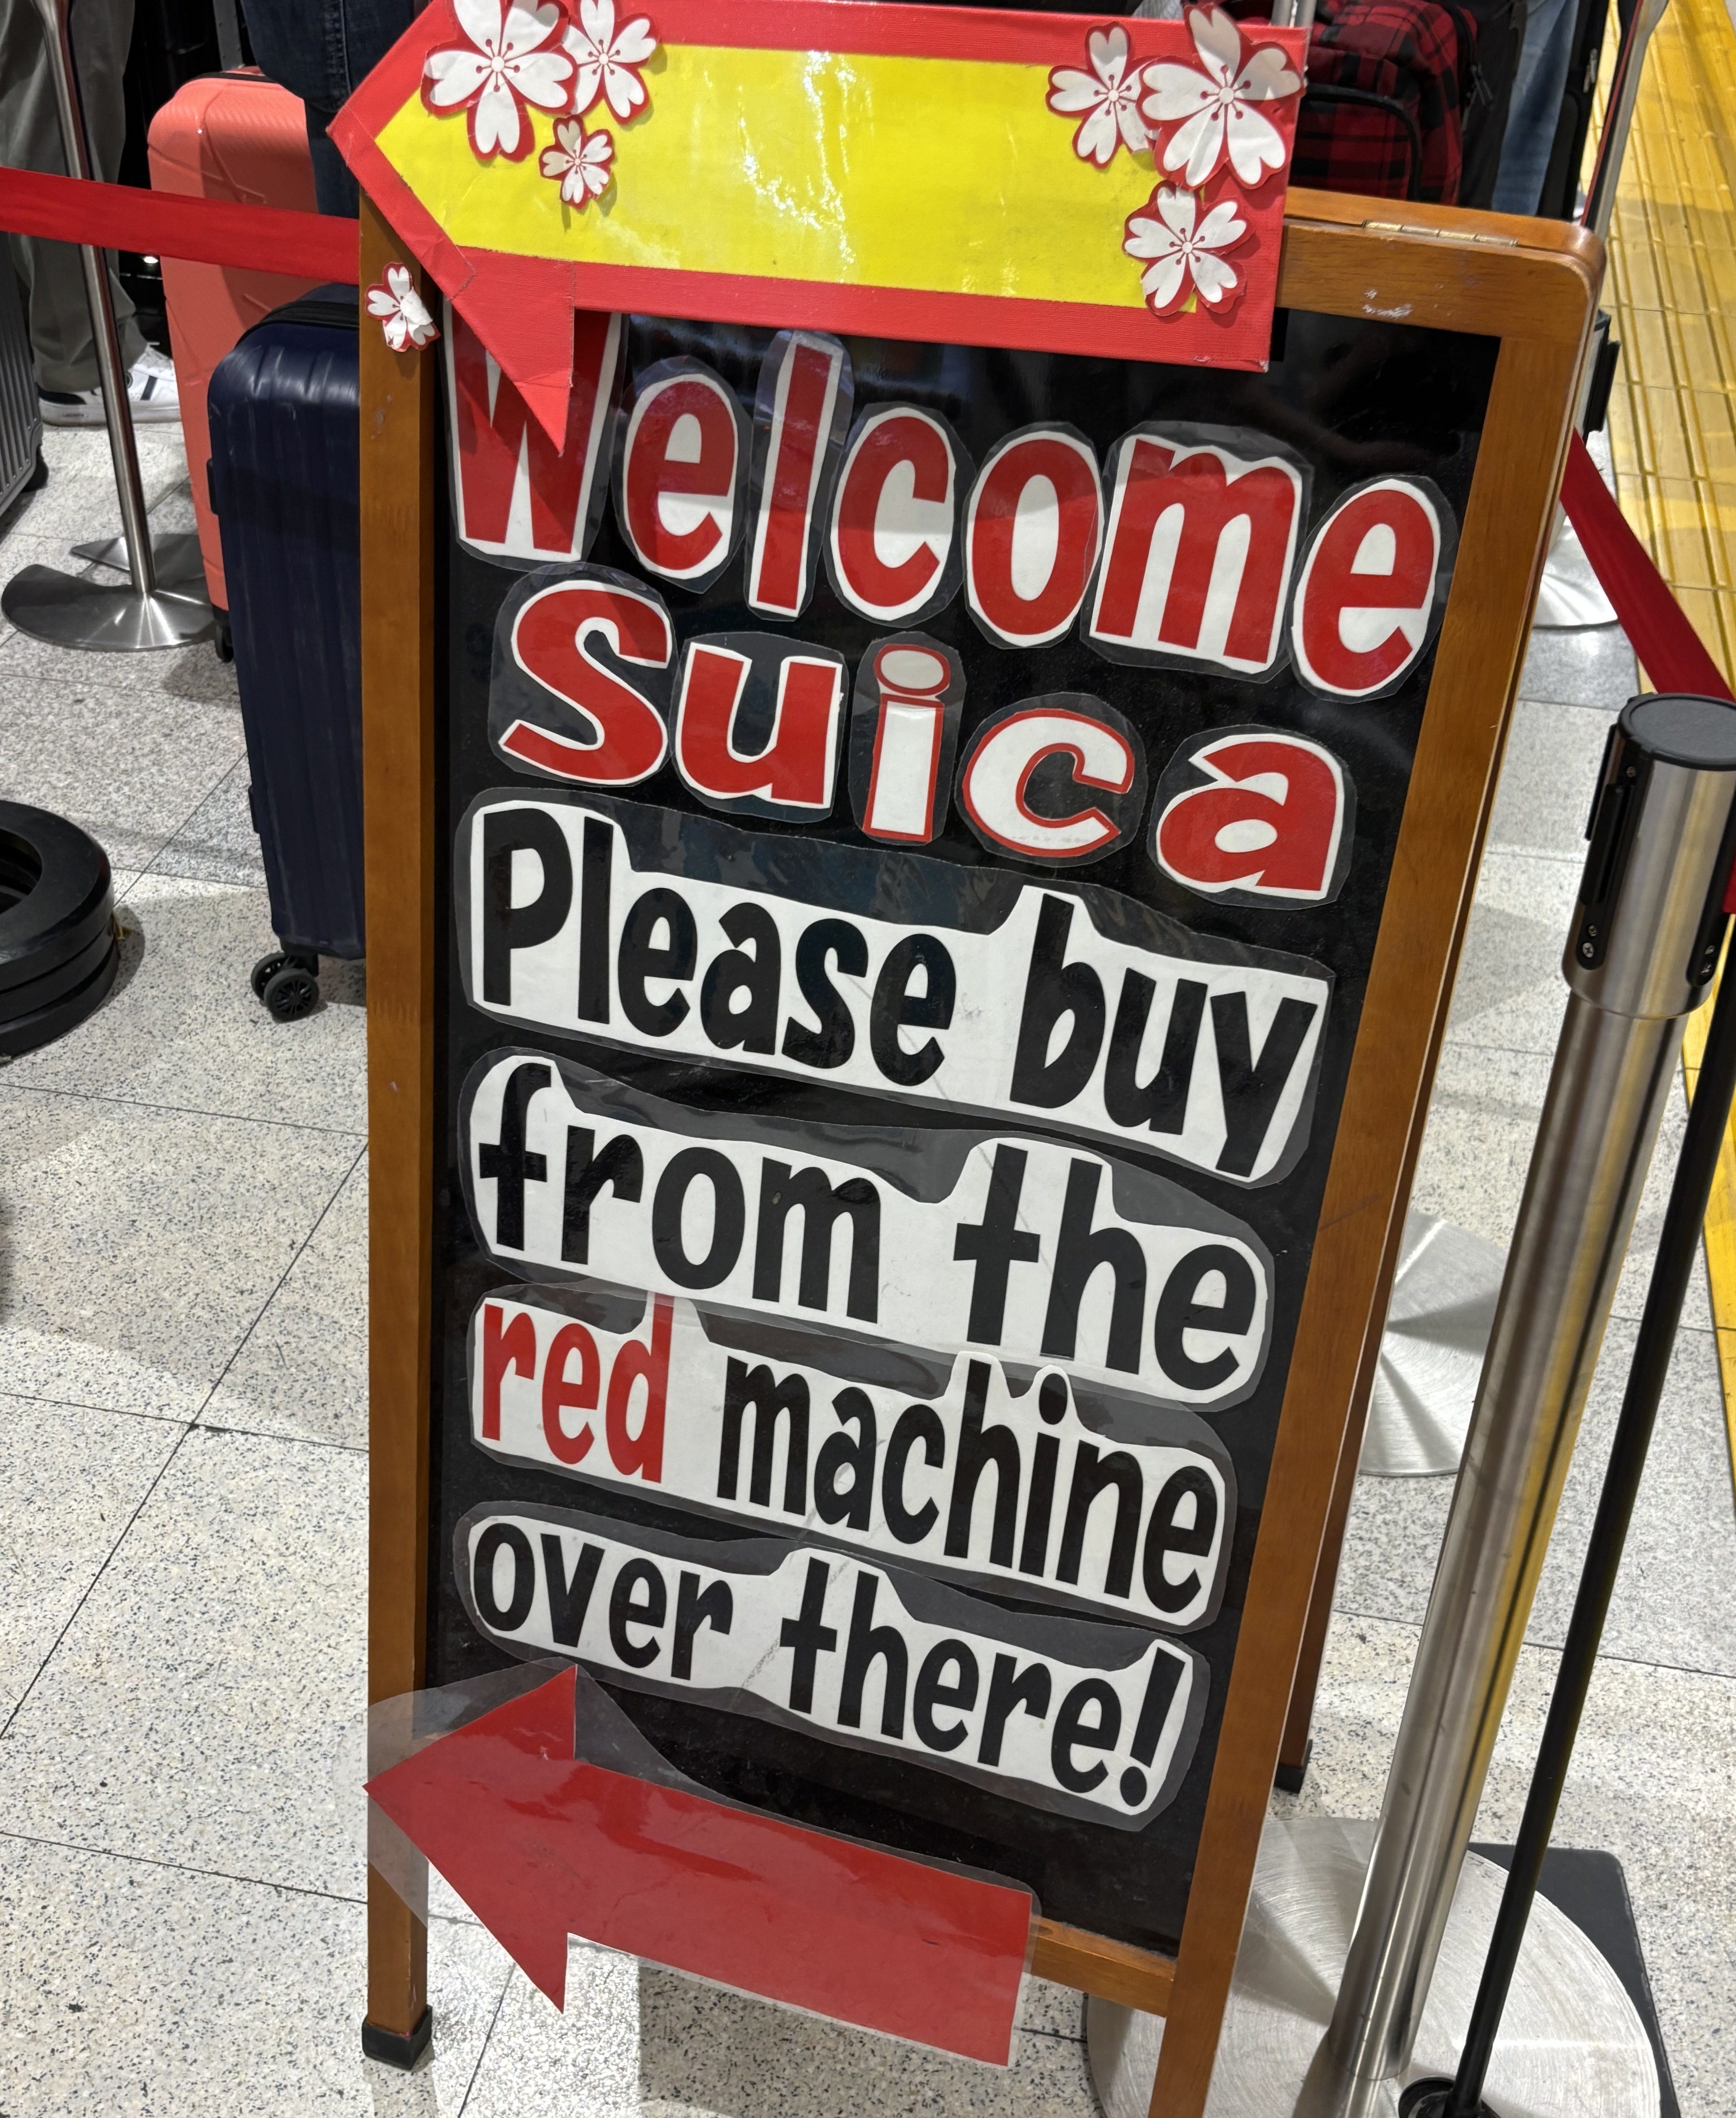 Welcome
Suica
Please buy
from the
red machine
over there!